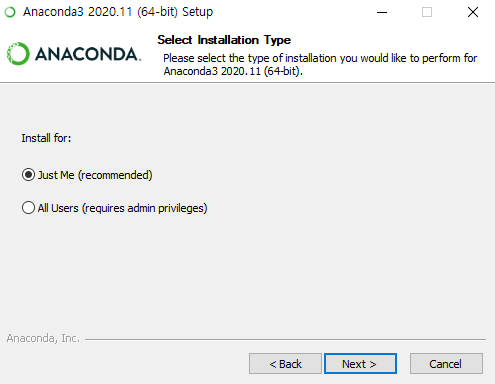 Anaconda3 2020.11 (64-bit) Setup
Select Installation Type
ANACONDA.
Please select the type of installation you would like to perform for
Anaconda3 2020.11 (64-bit).
Install for:
Just Me (recommended)
All Users (requires admin privileges)
Anaconda, Inc.
< Back
Next >
Cancel